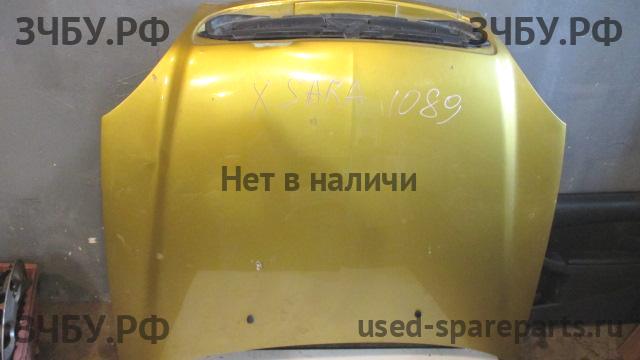 ЗЧБУ.РФ ЗЧБУ.РФ
X SARA 1089
Нет в наличи
ЗЧБУ.РФ used-spareparts.ru